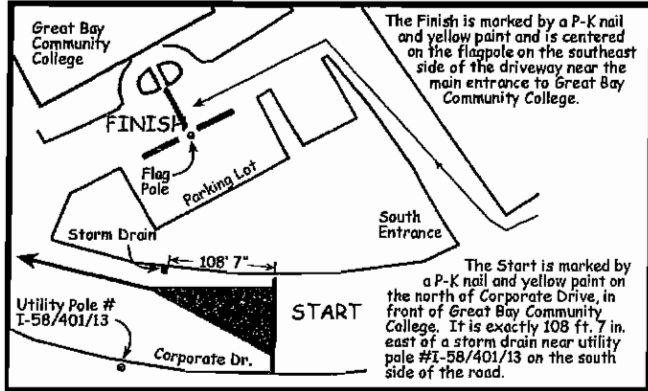 Great Bay
Community
College
The Finish is marked by a P-K nail
and yellow paint and is centered
on the flagpole on the southeast
side of the driveway near the
main entrance to Great Bay
Community College.
FINISH
Flag
Pole
Parking Lot
Storm Drain
108' 7"
South
Entrance
Utility Pole #
I-58/401/13
START
Corporate Dr.
The Start is marked by
a P-K nail and yellow paint on
the north of Corporate Drive, in
front of Great Bay Community
College. It is exactly 108 ft. 7 in.
east of a storm drain near utility
pole #I-58/401/13 on the south
side of the road.